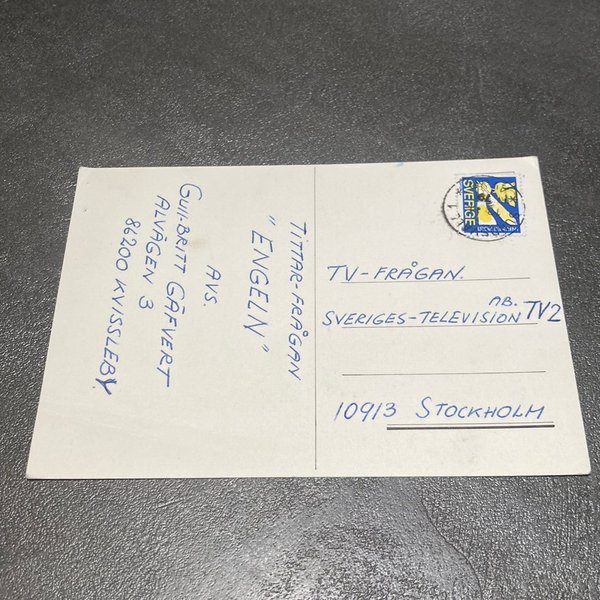 TITTAR-FRÅGAN
"ENGELN"
AVS.
GULL-BRITT GÄFVERT
ALVÄGEN 3
86200 KVISSLEBY.
SVERIGE
TV-FRÅGAN.
SVERIGES-TELEVISION AB. TV2
10913 STOCKHOLM